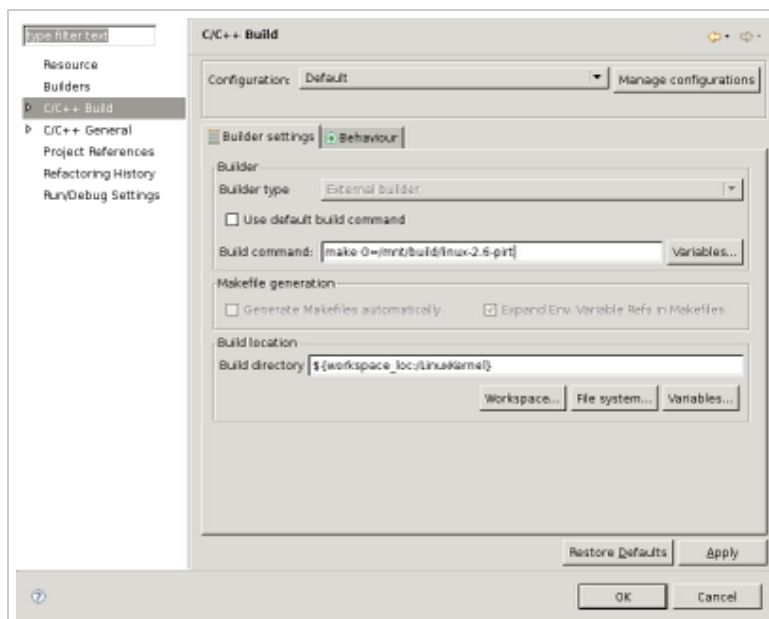 type filter text
Resource
Builders
C/C++ Build
C/C++ General
Project References
Refactoring History
Run/Debug Settings
C/C++ Build
Configuration: Default Manage configurations
Builder settings Behaviour
Builder
Builder type External builder
Use default build command
Build command: make O=/mnt/build/linux-2.6-pirt Variables...
Makefile generation
Generate Makefiles automatically Expand Env. Variable Refs in Makefiles
Build location
Build directory ${workspace_loc:/LinuxKernel}
Workspace... File system... Variables...
Restore Defaults Apply
OK Cancel